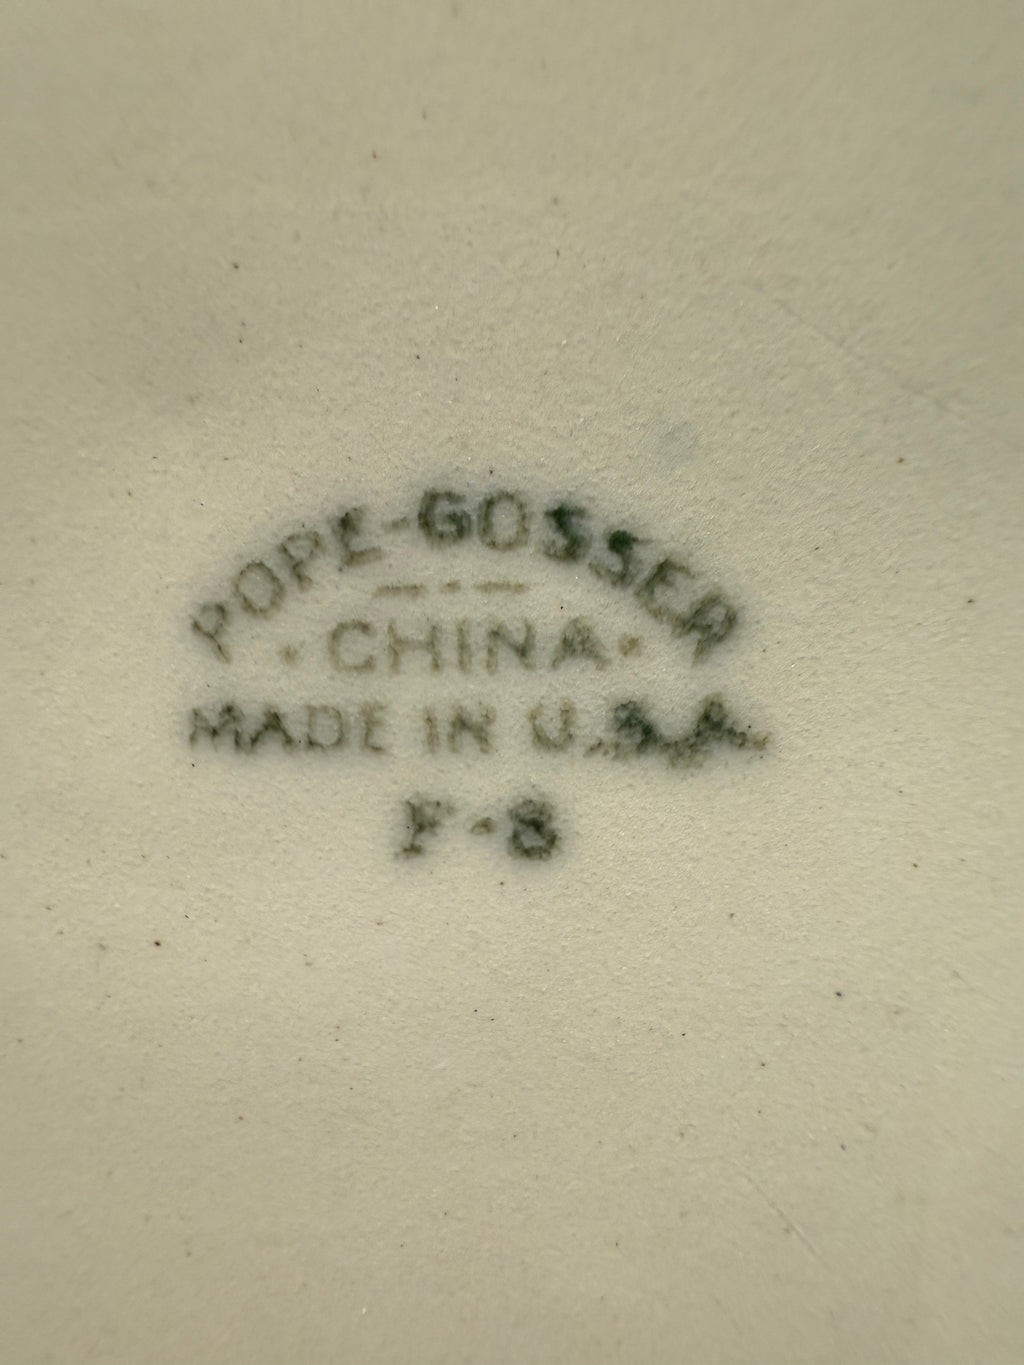 POPE-GOSSER
· CHINA ·
MADE IN U.S.A.
F-8